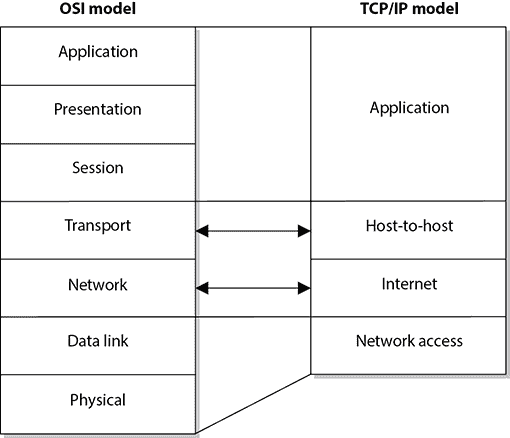 OSI model
TCP/IP model
Application
Presentation
Session
Transport
Network
Data link
Physical
Application
Host-to-host
Internet
Network access